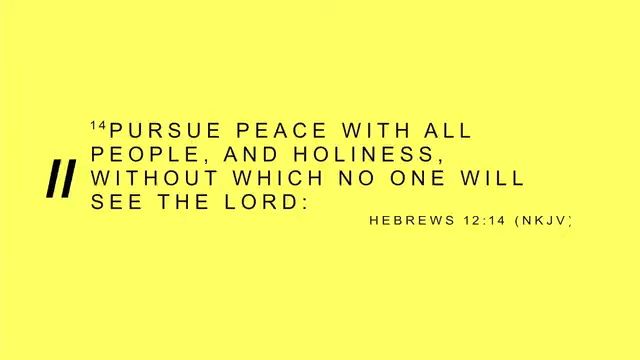 14PURSUE PEACE WITH ALL
PEOPLE, AND HOLINESS,
WITHOUT WHICH NO ONE WILL
SEE THE LORD:
HEBREWS 12:14 (NKJV)